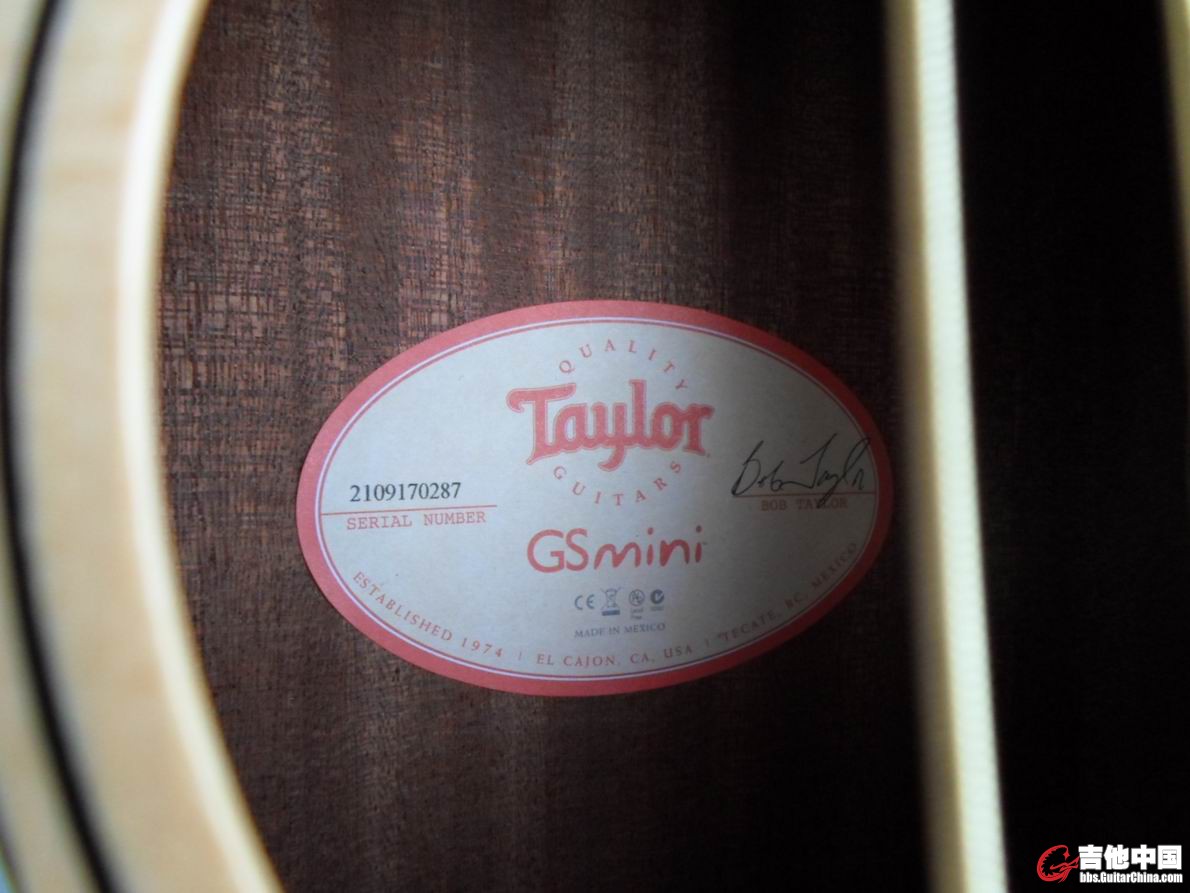 QUALITY
Taylor
GUITARS
2109170287
SERIAL NUMBER
Bob Taylor
BOB TAYLOR
GSmini
CE
MADE IN MEXICO
ESTABLISHED 1974 | EL CAJON, CA, USA | TECATE, BC, MEXICO
吉他中国
bbs.GuitarChina.com